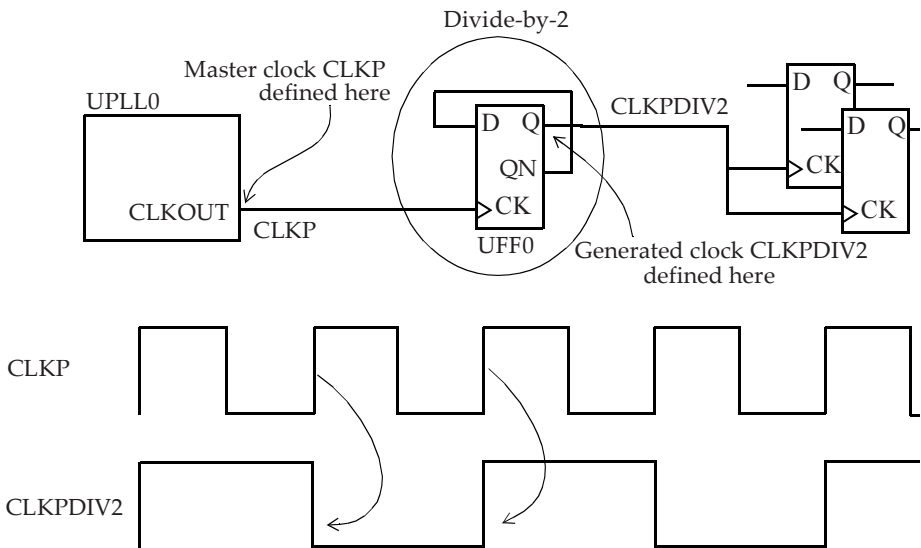 Divide-by-2
Master clock CLKP
defined here
UPLL0
CLKOUT
CLKP
D Q
QN
CK
UFF0
CLKPDIV2
Generated clock CLKPDIV2
defined here
D Q
CK
D Q
CK
CLKP
CLKPDIV2